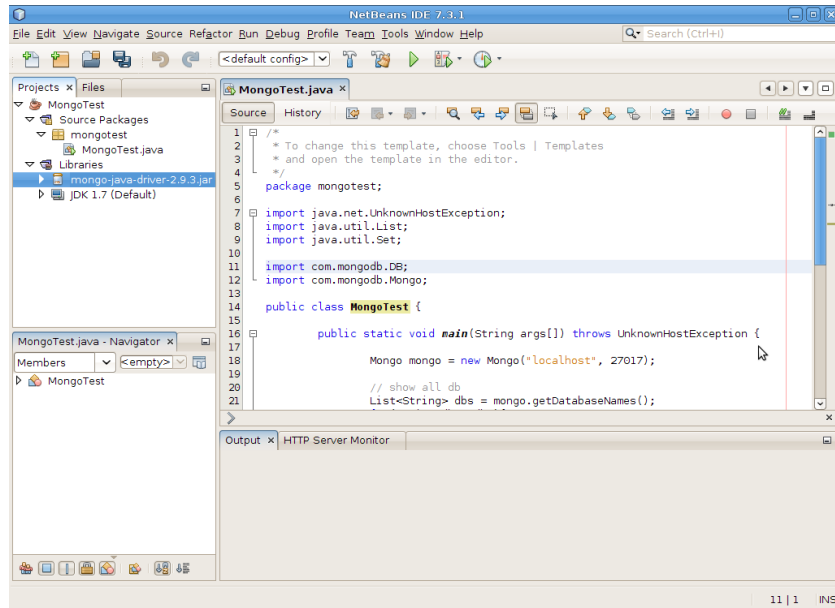 NetBeans IDE 7.3.1
File Edit View Navigate Source Refactor Run Debug Profile Team Tools Window Help
Search (Ctrl+I)
<default config>
Projects Files
MongoTest
Source Packages
mongotest
MongoTest.java
Libraries
mongo-java-driver-2.9.3.jar
JDK 1.7 (Default)
MongoTest.java - Navigator
Members <empty>
MongoTest
MongoTest.java
Source History
1 /*
2 * To change this template, choose Tools | Templates
3 * and open the template in the editor.
4 */
5 package mongotest;
6
7 import java.net.UnknownHostException;
8 import java.util.List;
9 import java.util.Set;
10
11 import com.mongodb.DB;
12 import com.mongodb.Mongo;
13
14 public class MongoTest {
15
16 public static void main(String args[]) throws UnknownHostException {
17
18 Mongo mongo = new Mongo("localhost", 27017);
19
20 // show all db
21 List<String> dbs = mongo.getDatabaseNames();
Output HTTP Server Monitor
11 | 1 INS